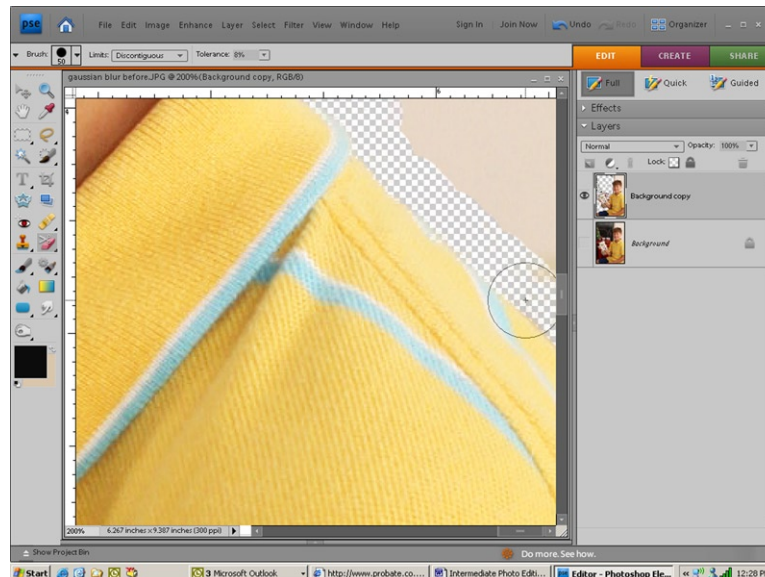 pse File Edit Image Enhance Layer Select Filter View Window Help Sign In Join Now Undo Redo Organizer
Brush: 50 Limits: Discontiguous Tolerance: 8% EDIT CREATE SHARE
gaussian blur before.JPG @ 200%(Background copy, RGB/8)
Full Quick Guided
Effects
Layers
Normal Opacity: 100%
Lock:
Background copy
Background
200% 6.267 inches x 9.387 inches (300 ppi)
Show Project Bin Do more. See how.
Start 3 Microsoft Outlook http://www.probate.co.... Intermediate Photo Editi... Editor - Photoshop Ele... 12:28 P